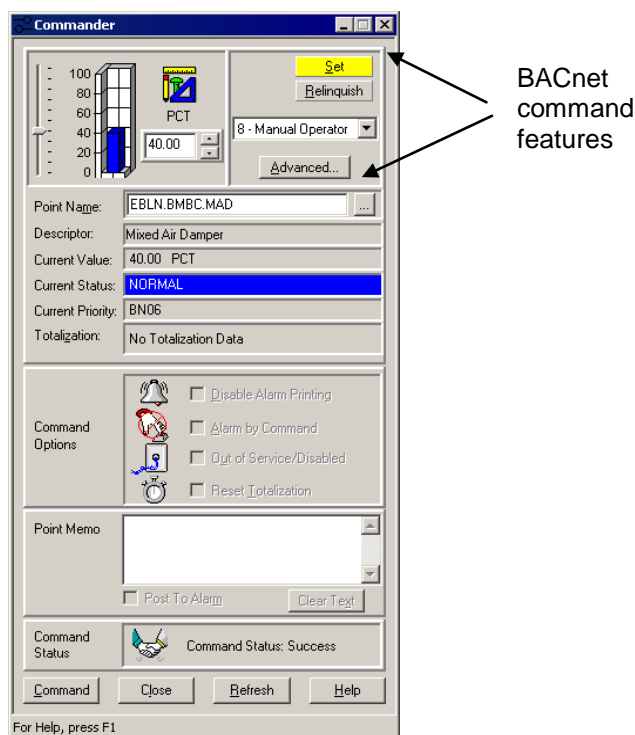 Commander
100
80
60
40
20
0
PCT
40.00
Set
Relinquish
8 - Manual Operator
Advanced...
BACnet
command
features
Point Name: EBLN.BMBC.MAD ...
Descriptor: Mixed Air Damper
Current Value: 40.00 PCT
Current Status: NORMAL
Current Priority: BN06
Totalization: No Totalization Data
Command
Options
Disable Alarm Printing
Alarm by Command
Out of Service/Disabled
Reset Totalization
Point Memo
Post To Alarm
Clear Text
Command
Status
Command Status: Success
Command Close Refresh Help
For Help, press F1